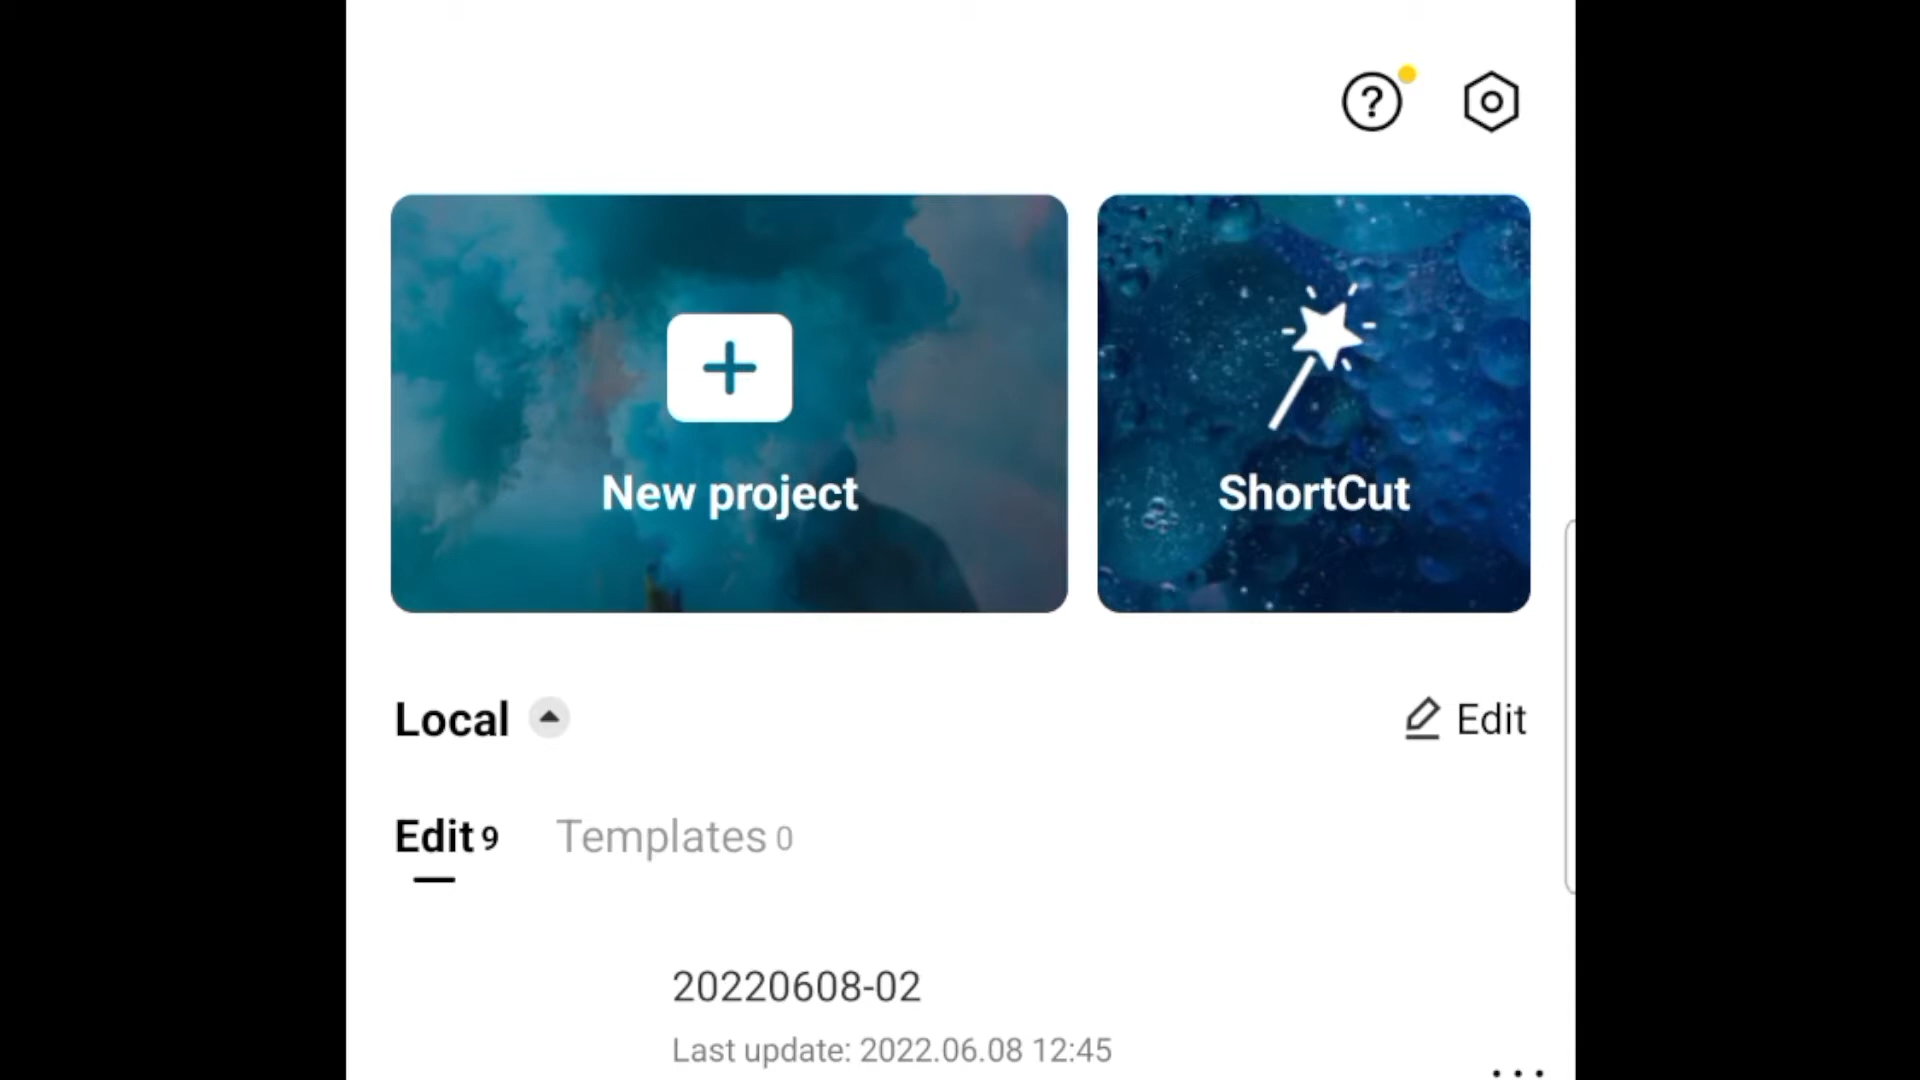 New project
ShortCut
Local
Edit
Edit 9
Templates 0
20220608-02
Last update: 2022.06.08 12:45